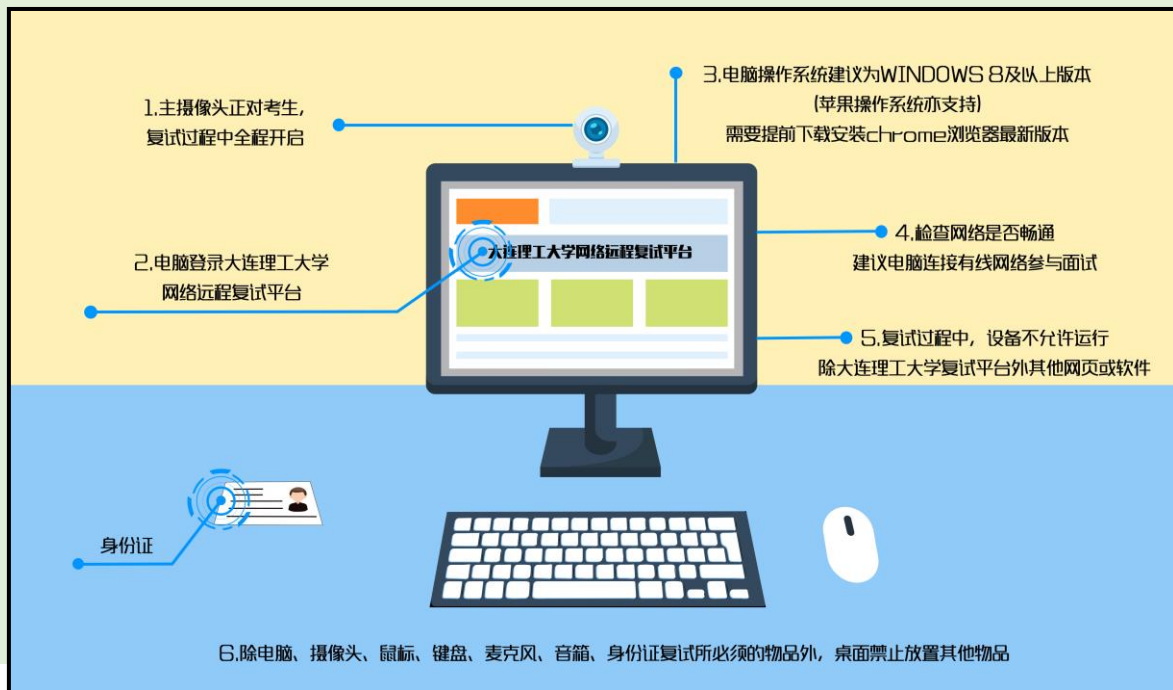 1.主摄像头正对考生，
复试过程中全程开启
2.电脑登录大连理工大学
网络远程复试平台
3.电脑操作系统建议为WINDOWS 8及以上版本
(苹果操作系统亦支持)
需要提前下载安装chrome浏览器最新版本
大连理工大学网络远程复试平台
4.检查网络是否畅通
建议电脑连接有线网络参与面试
5.复试过程中，设备不允许运行
除大连理工大学复试平台外其他网页或软件
身份证
6.除电脑、摄像头、鼠标、键盘、麦克风、音箱、身份证复试所必须的物品外，桌面禁止放置其他物品